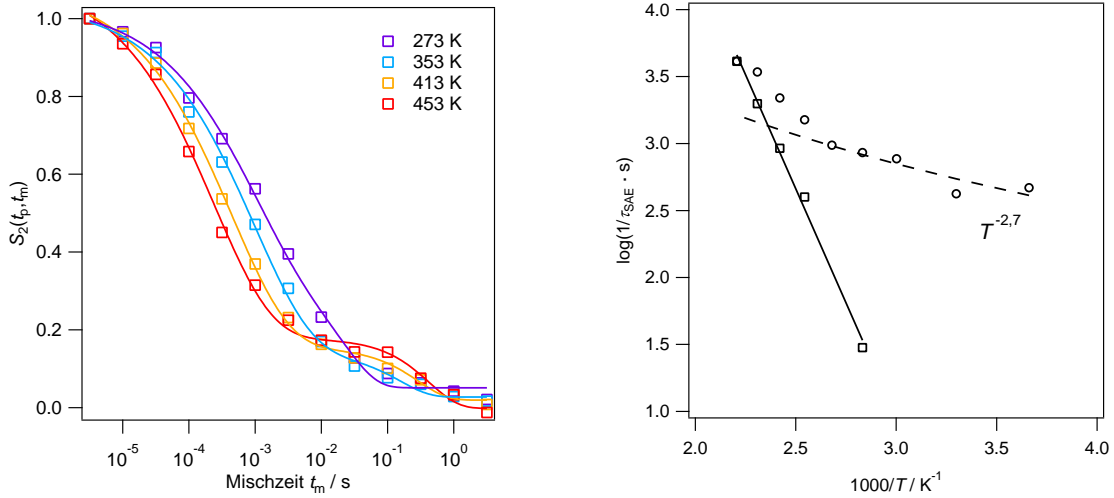 1.0
0.8
0.6
0.4
0.2
0.0
S₂(tₚ,tₘ)
273 K
353 K
413 K
453 K
10⁻⁵ 10⁻⁴ 10⁻³ 10⁻² 10⁻¹ 10⁰
Mischzeit tₘ / s
4.0
3.5
3.0
2.5
2.0
1.5
1.0
log(1/τ_SAE · s)
T⁻²,⁷
2.0 2.5 3.0 3.5 4.0
1000/T / K⁻¹